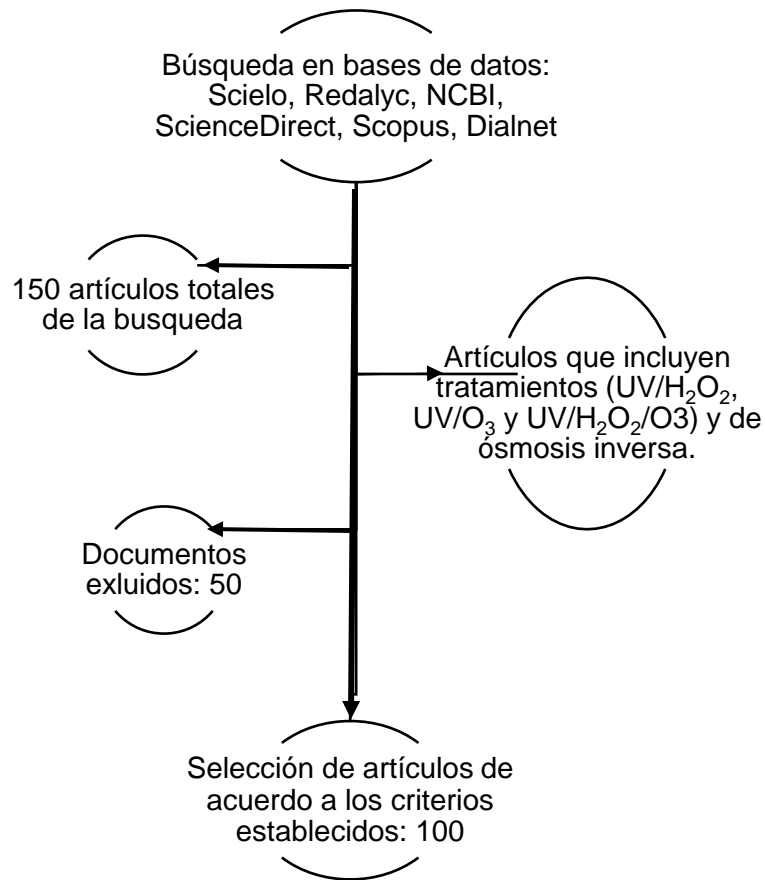 Búsqueda en bases de datos:
Scielo, Redalyc, NCBI,
ScienceDirect, Scopus, Dialnet
150 artículos totales
de la busqueda
Artículos que incluyen
tratamientos (UV/H₂O₂,
UV/O₃ y UV/H₂O₂/O3) y de
ósmosis inversa.
Documentos
exluidos: 50
Selección de artículos de
acuerdo a los criterios
establecidos: 100